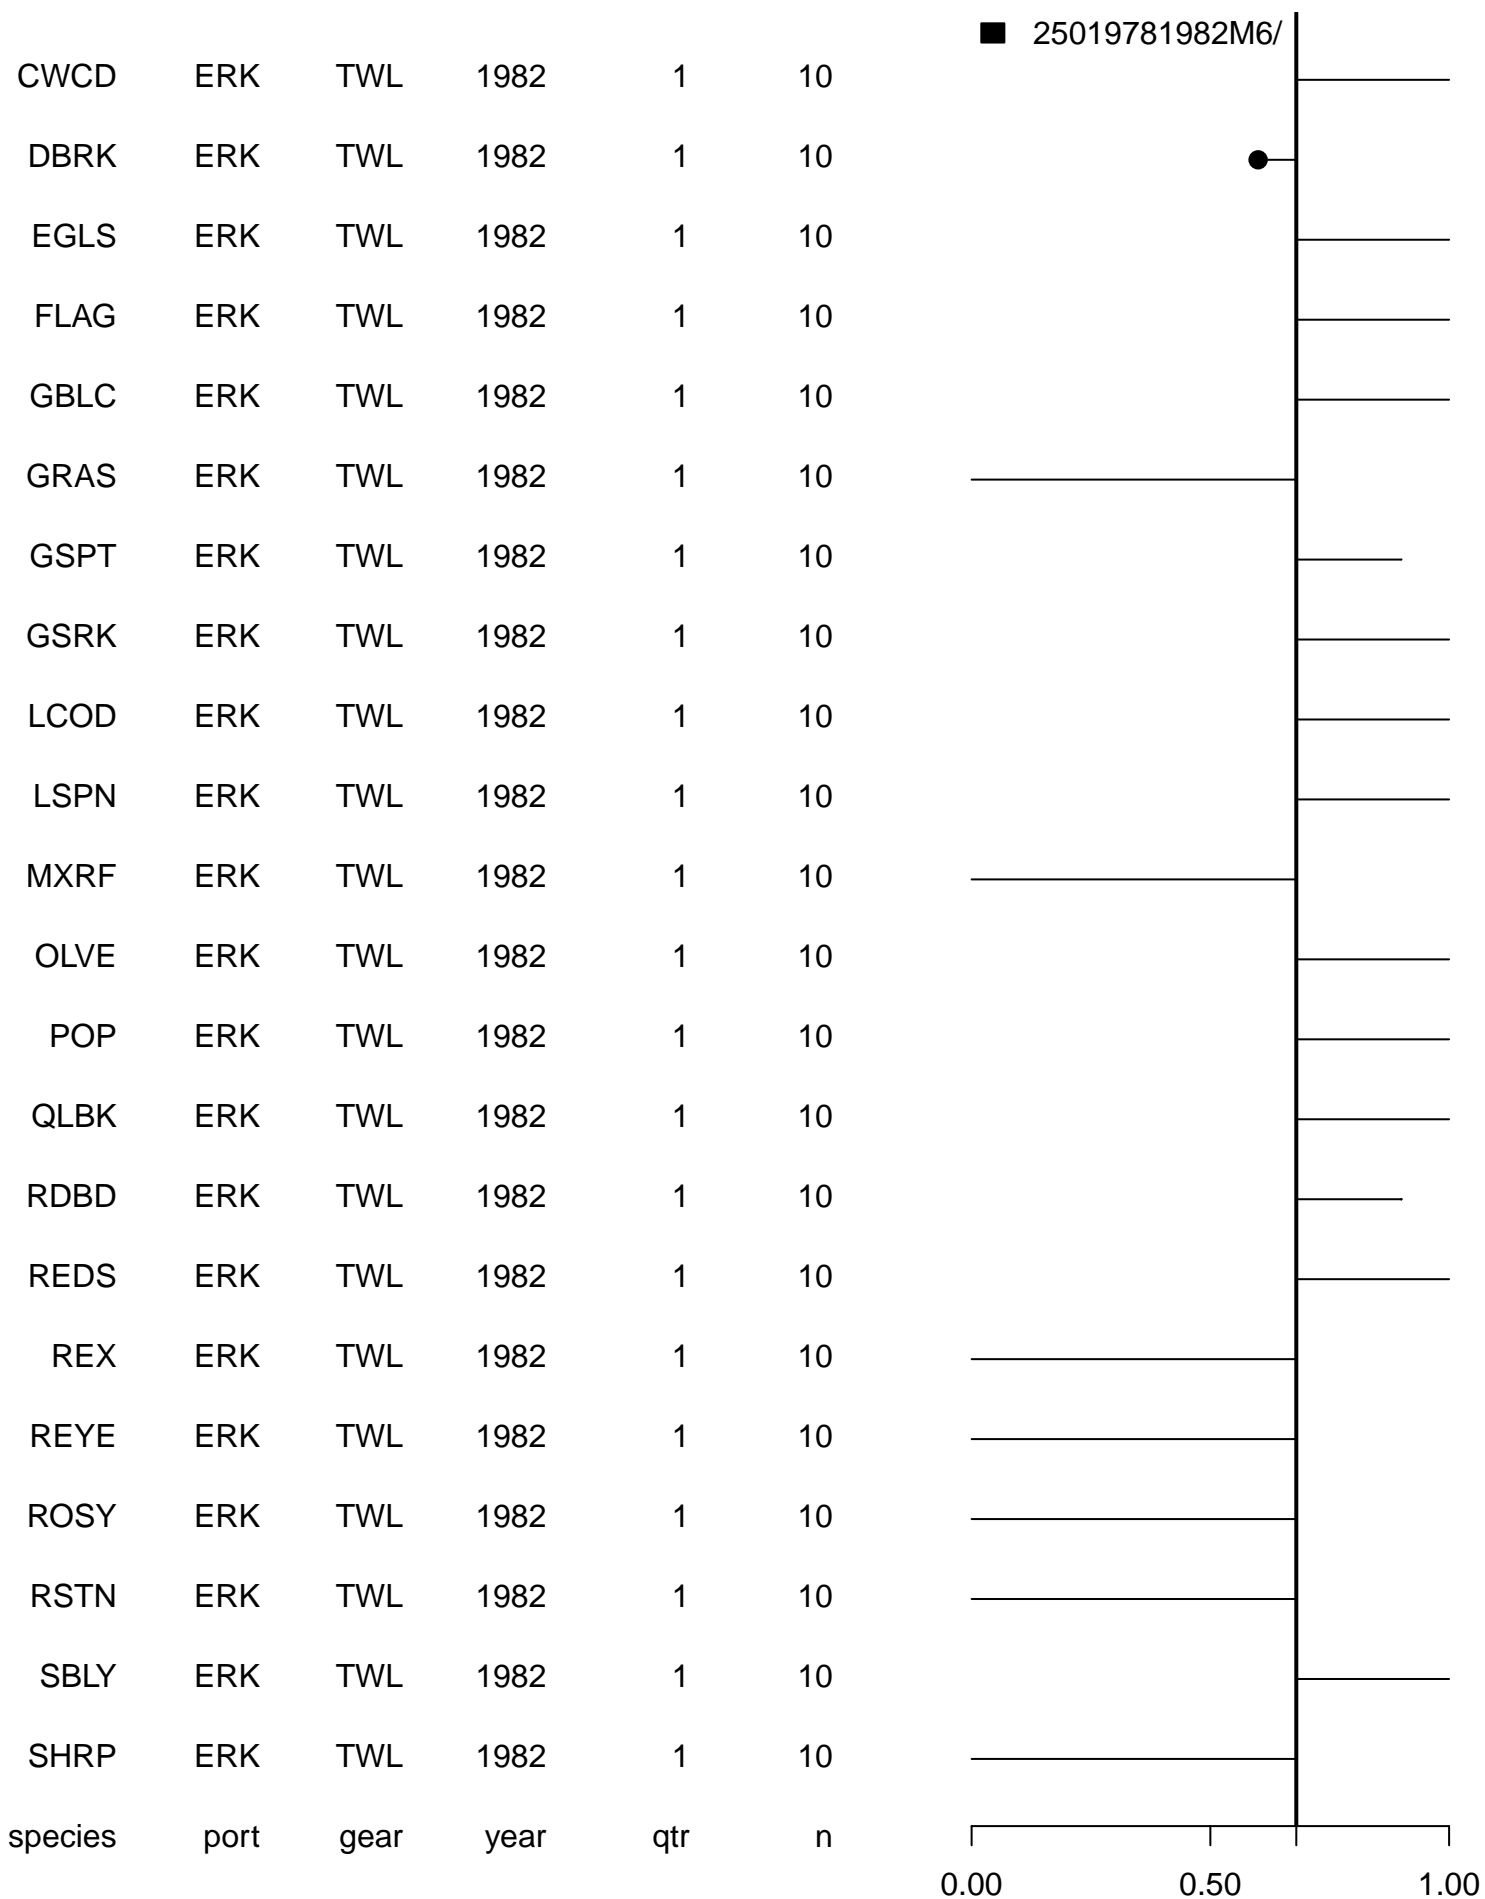 25019781982M6/
CWCD ERK TWL 1982 1 10
DBRK ERK TWL 1982 1 10
EGLS ERK TWL 1982 1 10
FLAG ERK TWL 1982 1 10
GBLC ERK TWL 1982 1 10
GRAS ERK TWL 1982 1 10
GSPT ERK TWL 1982 1 10
GSRK ERK TWL 1982 1 10
LCOD ERK TWL 1982 1 10
LSPN ERK TWL 1982 1 10
MXRF ERK TWL 1982 1 10
OLVE ERK TWL 1982 1 10
POP ERK TWL 1982 1 10
QLBK ERK TWL 1982 1 10
RDBD ERK TWL 1982 1 10
REDS ERK TWL 1982 1 10
REX ERK TWL 1982 1 10
REYE ERK TWL 1982 1 10
ROSY ERK TWL 1982 1 10
RSTN ERK TWL 1982 1 10
SBLY ERK TWL 1982 1 10
SHRP ERK TWL 1982 1 10
species port gear year qtr n
0.00 0.50 1.00